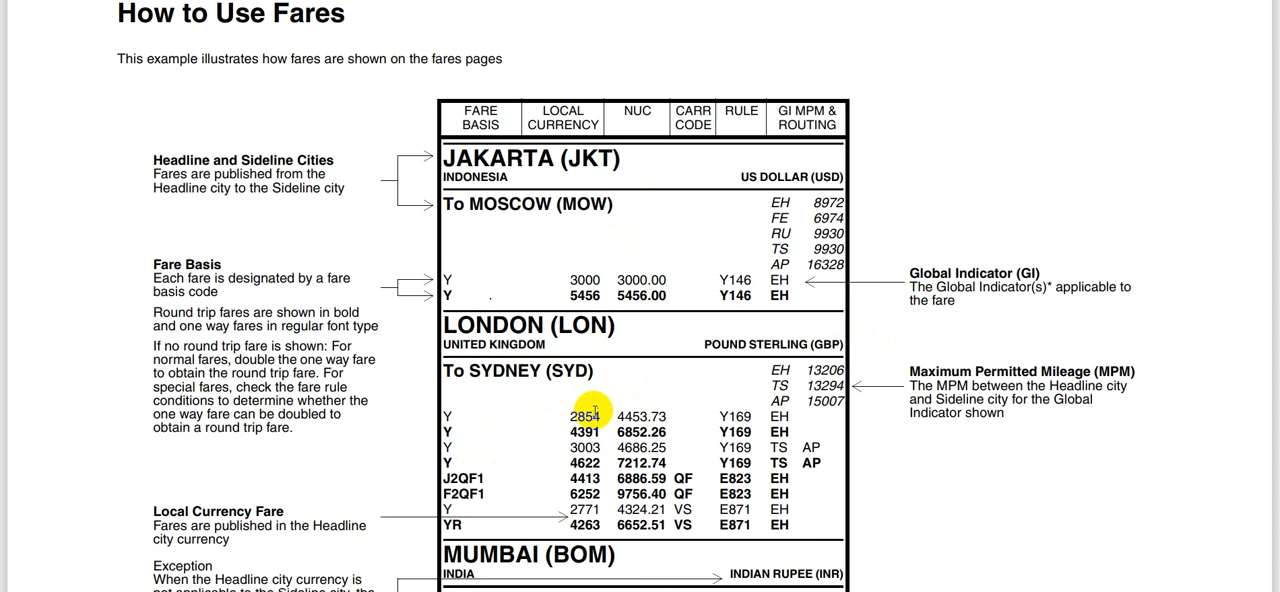 How to Use Fares
This example illustrates how fares are shown on the fares pages
FARE BASIS LOCAL CURRENCY NUC CARR CODE RULE GI MPM & ROUTING
Headline and Sideline Cities
Fares are published from the
Headline city to the Sideline city
JAKARTA (JKT)
INDONESIA US DOLLAR (USD)
To MOSCOW (MOW) EH 8972
FE 6974
RU 9930
TS 9930
AP 16328
Y 3000 3000.00 Y146 EH
Y 5456 5456.00 Y146 EH
Fare Basis
Each fare is designated by a fare
basis code
Round trip fares are shown in bold
and one way fares in regular font type
If no round trip fare is shown: For
normal fares, double the one way fare
to obtain the round trip fare. For
special fares, check the fare rule
conditions to determine whether the
one way fare can be doubled to
obtain a round trip fare.
Global Indicator (GI)
The Global Indicator(s)* applicable to
the fare
LONDON (LON)
UNITED KINGDOM POUND STERLING (GBP)
To SYDNEY (SYD) EH 13206
TS 13294
AP 15007
Y 2854 4453.73 Y169 EH
Y 4391 6852.26 Y169 EH
Y 3003 4686.25 Y169 TS AP
Y 4622 7212.74 Y169 TS AP
J2QF1 4413 6886.59 QF E823 EH
F2QF1 6252 9756.40 QF E823 EH
Y 2771 4324.21 VS E871 EH
YR 4263 6652.51 VS E871 EH
Maximum Permitted Mileage (MPM)
The MPM between the Headline city
and Sideline city for the Global
Indicator shown
Local Currency Fare
Fares are published in the Headline
city currency
Exception
When the Headline city currency is
not applicable to the Sideline city, the
MUMBAI (BOM)
INDIA INDIAN RUPEE (INR)